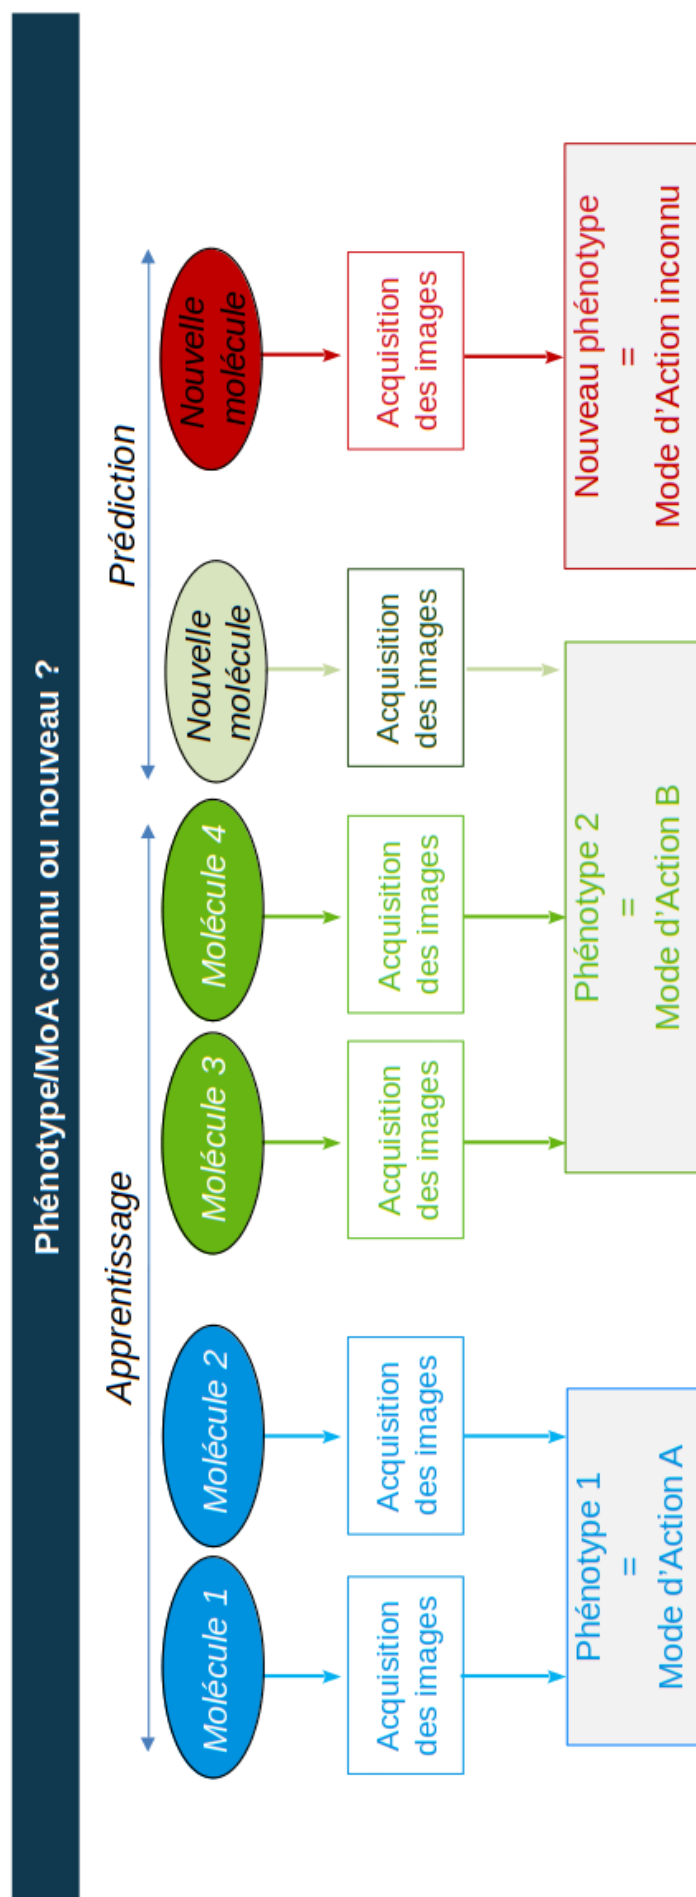 Phénotype/MoA connu ou nouveau ?
Apprentissage
Prédiction
Molécule 1
Molécule 2
Molécule 3
Molécule 4
Nouvelle
molécule
Nouvelle
molécule
Acquisition
des images
Acquisition
des images
Acquisition
des images
Acquisition
des images
Acquisition
des images
Acquisition
des images
Phénotype 1
=
Mode d’Action A
Phénotype 2
=
Mode d’Action B
Nouveau phénotype
=
Mode d’Action inconnu